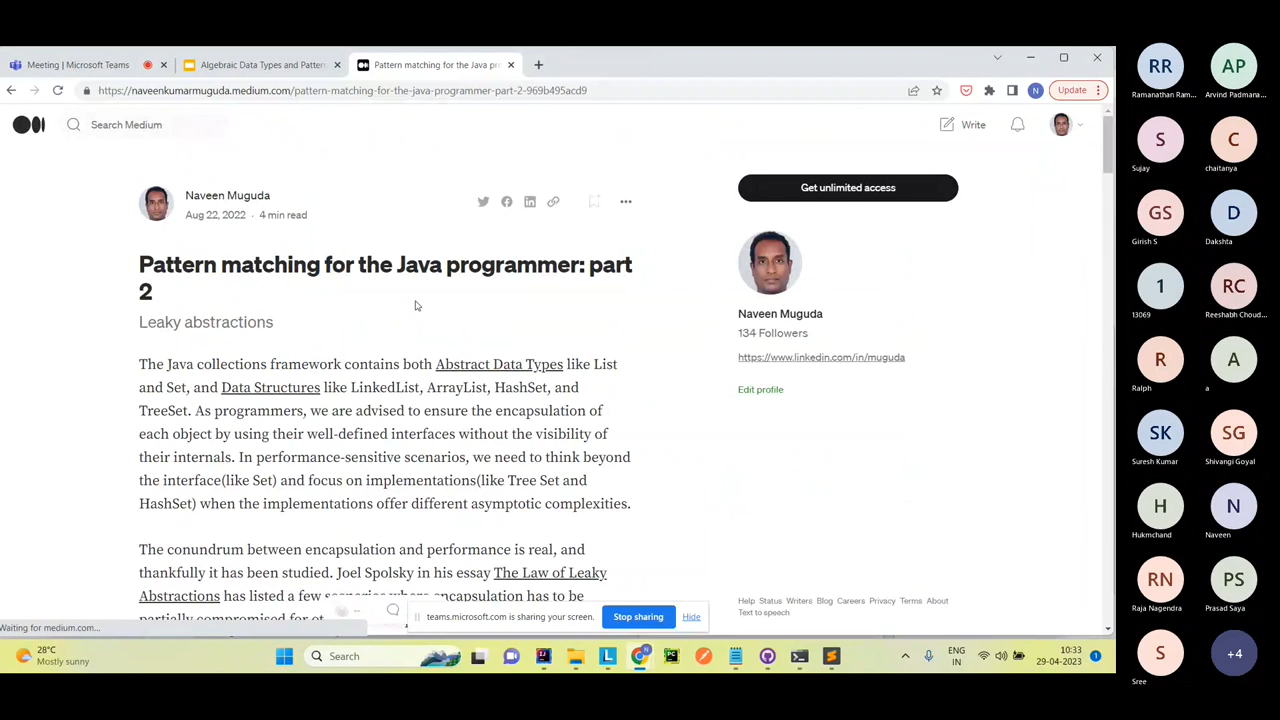 Meeting | Microsoft Teams
Algebraic Data Types and Pattern
Pattern matching for the Java pr
https://naveenkumarmuguda.medium.com/pattern-matching-for-the-java-programmer-part-2-969b495acd9
N
Update
Search Medium
Write
Naveen Muguda
Aug 22, 2022 · 4 min read
Pattern matching for the Java programmer: part
2
Leaky abstractions
The Java collections framework contains both Abstract Data Types like List
and Set, and Data Structures like LinkedList, ArrayList, HashSet, and
TreeSet. As programmers, we are advised to ensure the encapsulation of
each object by using their well-defined interfaces without the visibility of
their internals. In performance-sensitive scenarios, we need to think beyond
the interface(like Set) and focus on implementations(like Tree Set and
HashSet) when the implementations offer different asymptotic complexities.
The conundrum between encapsulation and performance is real, and
thankfully it has been studied. Joel Spolsky in his essay The Law of Leaky
Abstractions has listed a few scenarios where encapsulation has to be
partially compromised for
Get unlimited access
Naveen Muguda
134 Followers
https://www.linkedin.com/in/muguda
Edit profile
Help Status Writers Blog Careers Privacy Terms About
Text to speech
teams.microsoft.com is sharing your screen.
Stop sharing
Hide
Waiting for medium.com...
28°C
Mostly sunny
Search
ENG
IN
10:33
29-04-2023
1
RR
AP
Ramanathan Ram...
Arvind Padmana...
S
C
Sujay
chaitanya
GS
D
Girish S
Dakshta
1
RC
13069
Reeshabh Choud...
R
A
Ralph
a
SK
SG
Suresh Kumar
Shivangi Goyal
H
N
Hukmchand
Naveen
RN
PS
Raja Nagendra
Prasad Saya
S
+4
Sree